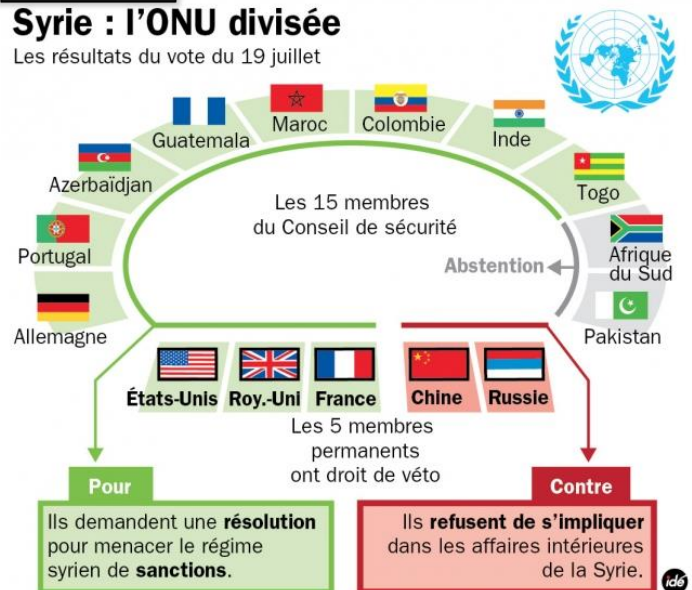 Syrie : l'ONU divisée
Les résultats du vote du 19 juillet
Guatemala
Maroc
Colombie
Inde
Azerbaïdjan
Togo
Portugal
Afrique
du Sud
Allemagne
Pakistan
Les 15 membres
du Conseil de sécurité
Abstention
États-Unis
Roy.-Uni
France
Chine
Russie
Les 5 membres
permanents
ont droit de véto
Pour
Ils demandent une résolution
pour menacer le régime
syrien de sanctions.
Contre
Ils refusent de s'impliquer
dans les affaires intérieures
de la Syrie.
idé